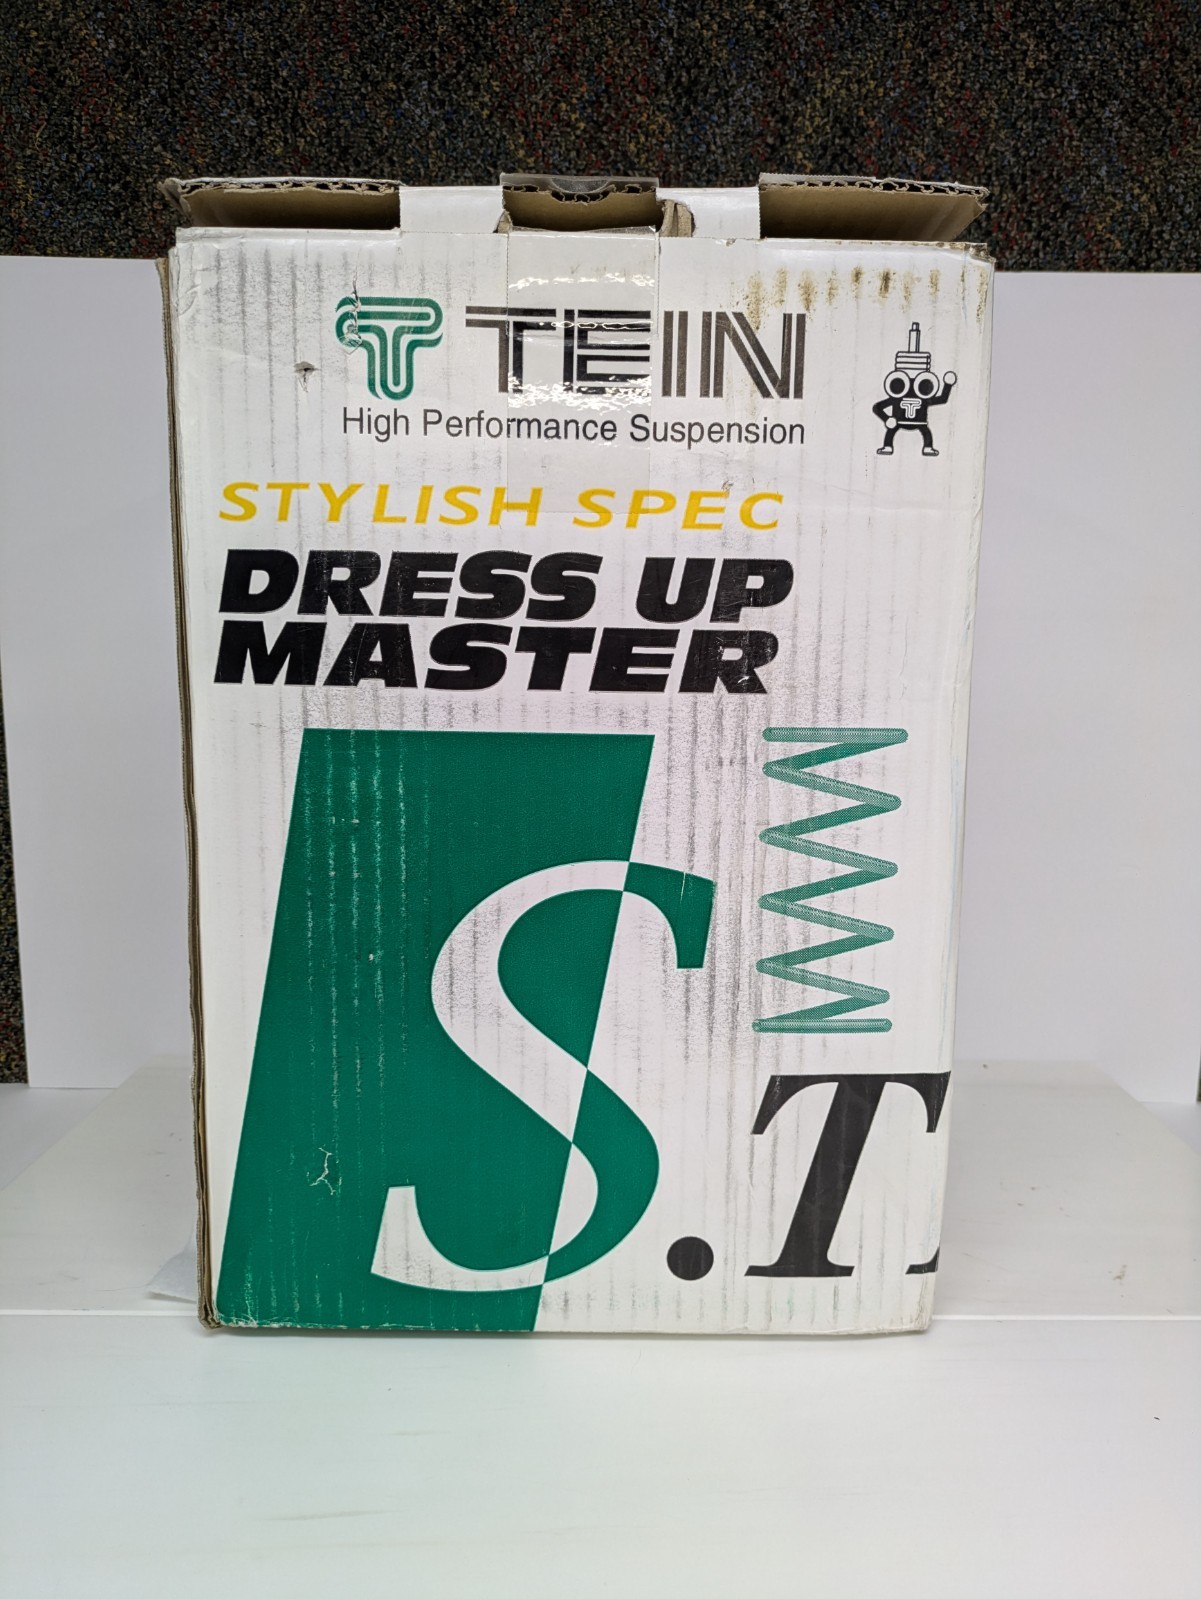 T TEIN
High Performance Suspension
T
STYLISH SPEC
DRESS UP
MASTER
S.T.